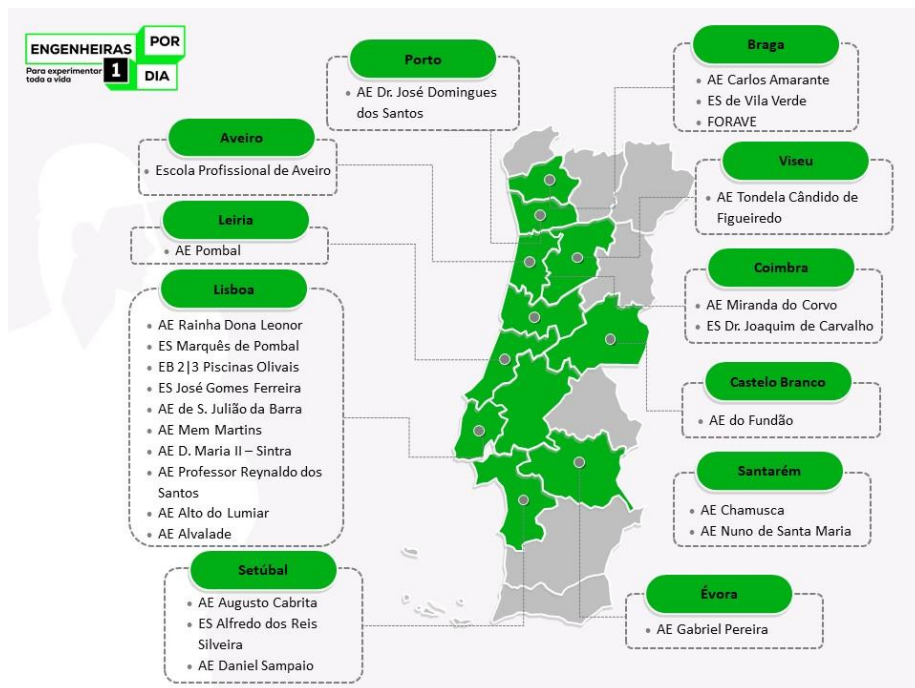 ENGENHEIRAS
POR
Para experimentar
toda a vida
1
DIA
Porto
• AE Dr. José Domingues
dos Santos
Braga
• AE Carlos Amarante
• ES de Vila Verde
• FORAVE
Aveiro
• Escola Profissional de Aveiro
Viseu
• AE Tondela Cândido de
Figueiredo
Leiria
• AE Pombal
Coimbra
• AE Miranda do Corvo
• ES Dr. Joaquim de Carvalho
Lisboa
• AE Rainha Dona Leonor
• ES Marquês de Pombal
• EB 2|3 Piscinas Olivais
• ES José Gomes Ferreira
• AE de S. Julião da Barra
• AE Mem Martins
• AE D. Maria II – Sintra
• AE Professor Reynaldo dos
Santos
• AE Alto do Lumiar
• AE Alvalade
Castelo Branco
• AE do Fundão
Santarém
• AE Chamusca
• AE Nuno de Santa Maria
Setúbal
• AE Augusto Cabrita
• ES Alfredo dos Reis
Silveira
• AE Daniel Sampaio
Évora
• AE Gabriel Pereira